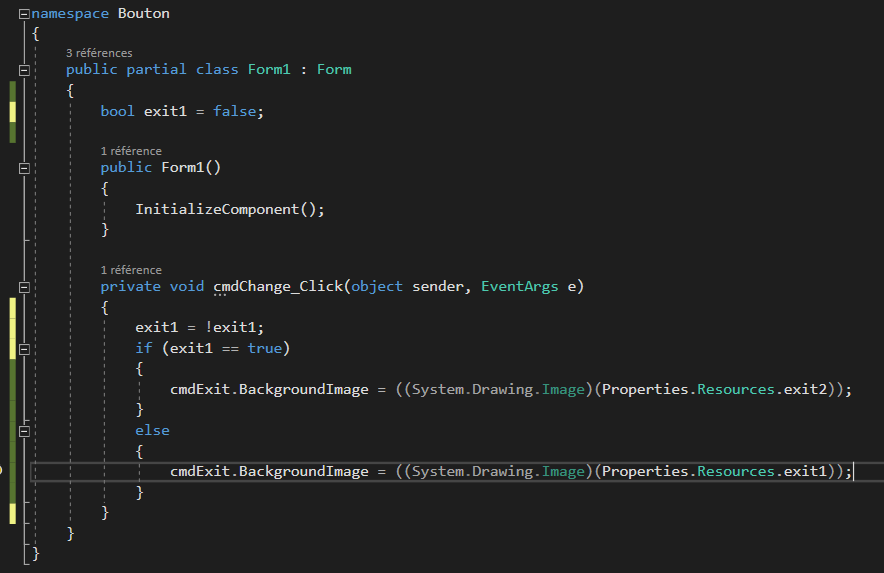 namespace Bouton
{
3 références
public partial class Form1 : Form
{
bool exit1 = false;
1 référence
public Form1()
{
InitializeComponent();
}
1 référence
private void cmdChange_Click(object sender, EventArgs e)
{
exit1 = !exit1;
if (exit1 == true)
{
cmdExit.BackgroundImage = ((System.Drawing.Image)(Properties.Resources.exit2));
}
else
{
cmdExit.BackgroundImage = ((System.Drawing.Image)(Properties.Resources.exit1));
}
}
}
}